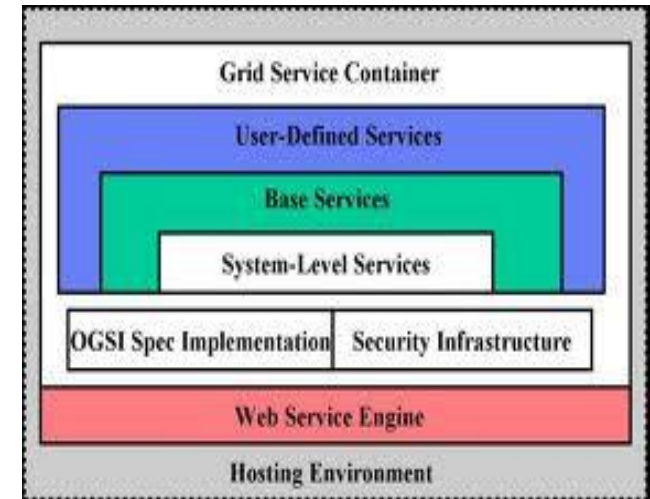 Grid Service Container
User-Defined Services
Base Services
System-Level Services
OGSI Spec Implementation Security Infrastructure
Web Service Engine
Hosting Environment